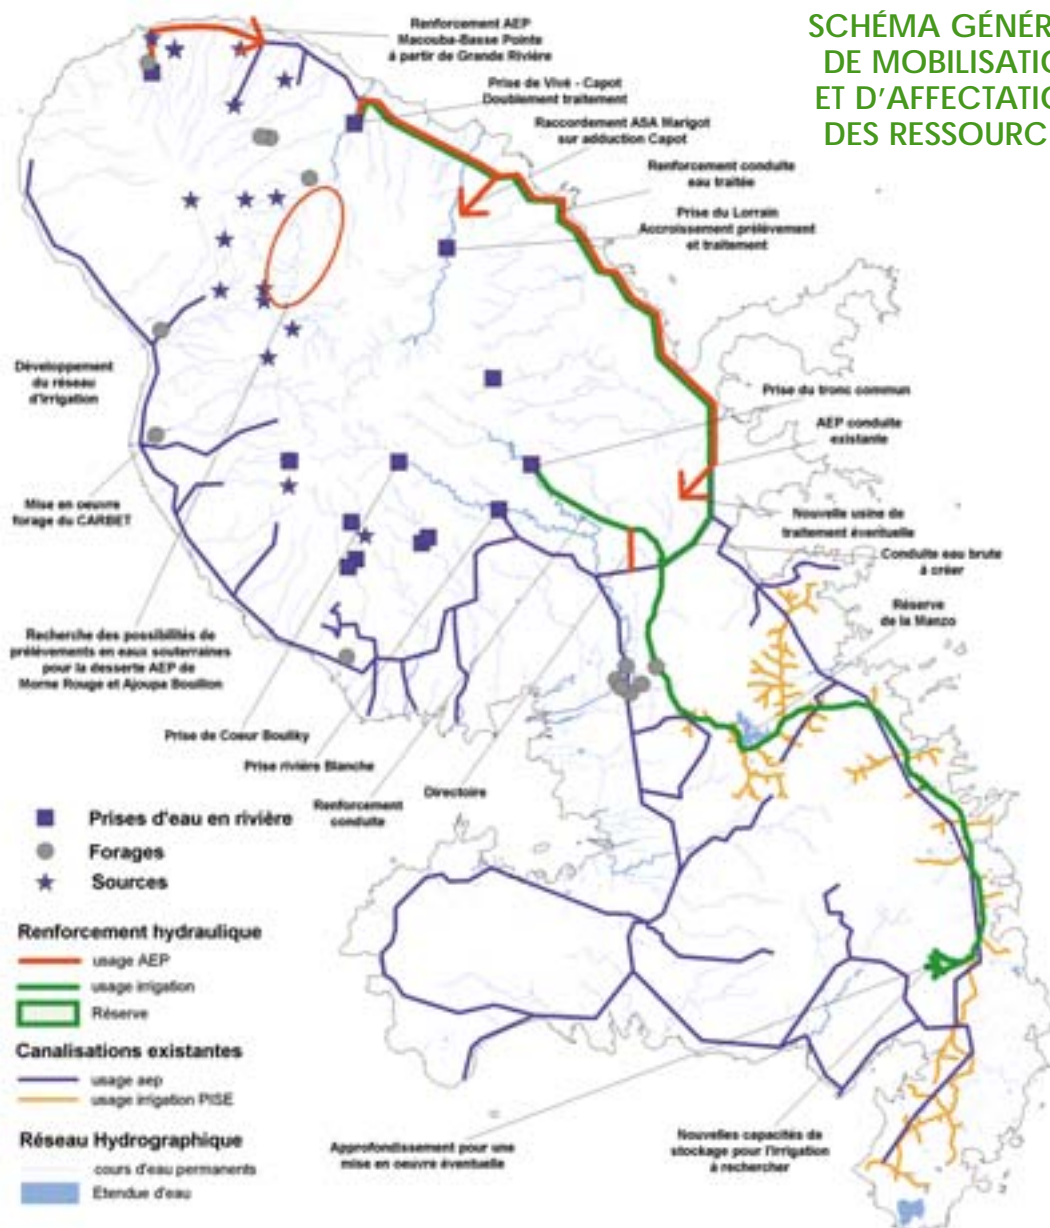 SCHÉMA GÉNÉR
DE MOBILISATIO
ET D'AFFECTATIO
DES RESSOURC
Renforcement AEP
Macouba-Basse Pointe
à partir de Grande Rivière
Prise de Vivé - Capot
Doublement traitement
Raccordement ASA Marigot
sur adduction Capot
Renforcement conduite
eau traitée
Prise du Lorrain
Accroissement prélèvement
et traitement
Développement
du réseau
d'irrigation
Prise du tronc commun
AEP conduite
existante
Mise en oeuvre
forage du CARBET
Nouvelle usine de
traitement éventuelle
Conduite eau brute
à créer
Réserve
de la Manzo
Recherche des possibilités de
prélèvements en eaux souterraines
pour la desserte AEP de
Morne Rouge et Ajoupa Bouillon
Prise de Coeur Bouliky
Prise rivière Blanche
Directoire
Renforcement
conduite
Prises d'eau en rivière
Forages
Sources
Renforcement hydraulique
usage AEP
usage irrigation
Réserve
Canalisations existantes
usage aep
usage irrigation PISE
Réseau Hydrographique
cours d'eau permanents
Etendue d'eau
Approfondissement pour une
mise en oeuvre éventuelle
Nouvelles capacités de
stockage pour l'irrigation
à rechercher